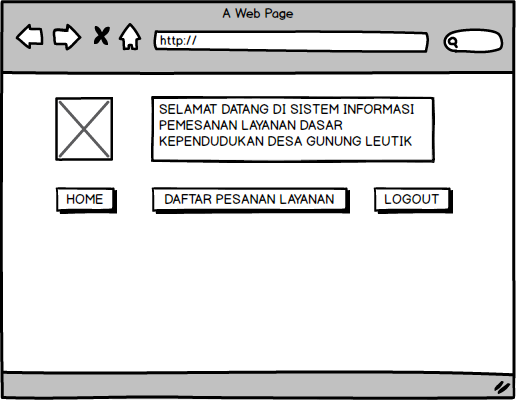 A Web Page
http://
SELAMAT DATANG DI SISTEM INFORMASI
PEMESANAN LAYANAN DASAR
KEPENDUDUKAN DESA GUNUNG LEUTIK
HOME
DAFTAR PESANAN LAYANAN
LOGOUT